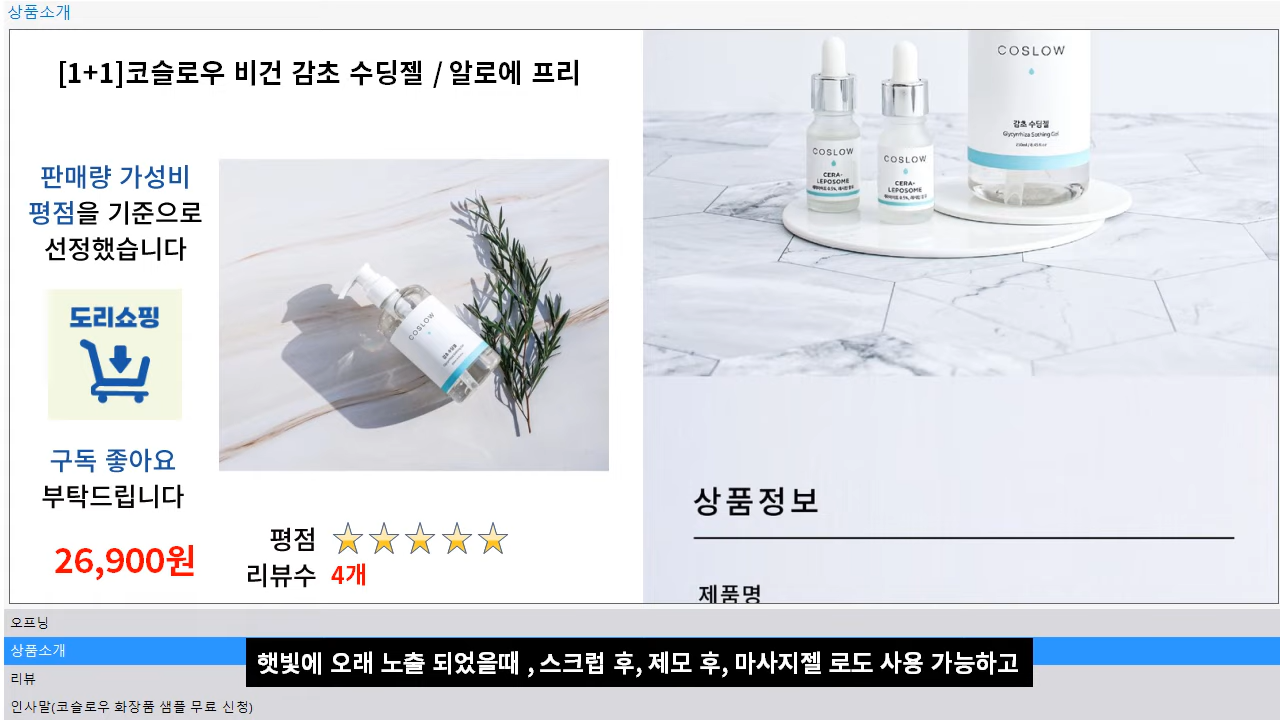 상품소개
[1+1]코슬로우 비건 감초 수딩젤 / 알로에 프리
판매량 가성비
평점을 기준으로
선정했습니다
도리쇼핑
구독 좋아요
부탁드립니다
26,900원
COSLOW
평점
리뷰수 4개
COSLOW
감초 수딩젤
COSLOW
CERA-
LEPOSOME
COSLOW
CERA-
LEPOSOME
상품정보
제품명
오프닝
상품소개
리뷰
인사말(코슬로우 화장품 샘플 무료 신청)
햇빛에 오래 노출 되었을때 , 스크럽 후, 제모 후, 마사지젤 로도 사용 가능하고